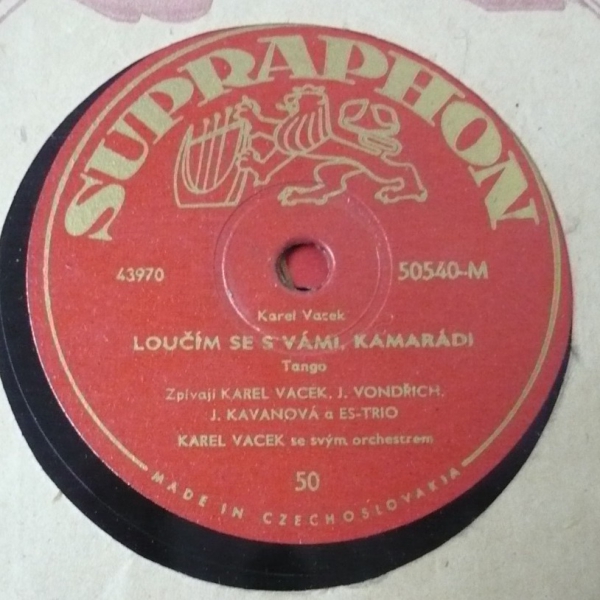 SUPRAPHON
43970
50540-M
Karel Vacek
LOUČÍM SE S VÁMI, KAMARÁDI
Tango
Zpívají KAREL VACEK, J. VONDŘICH,
J. KAVANOVÁ a ES-TRIO
KAREL VACEK se svým orchestrem
50
MADE IN CZECHOSLOVAKIA